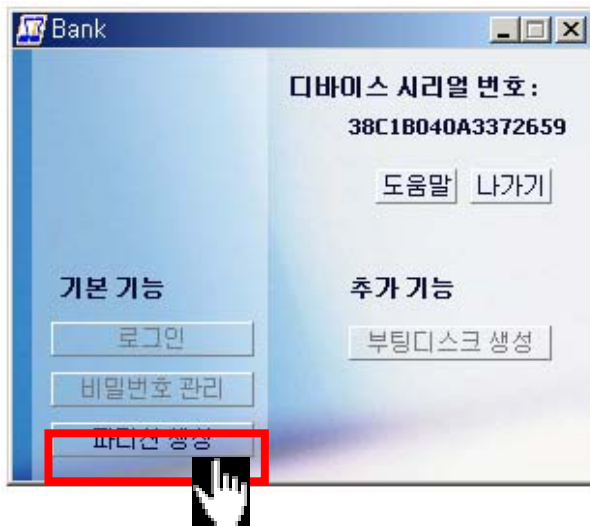 Bank
디바이스 시리얼 번호 :
38C1B040A3372659
도움말 나가기
기본 기능
추가 기능
로그인
부팅디스크 생성
비밀번호 관리
파티션 생성